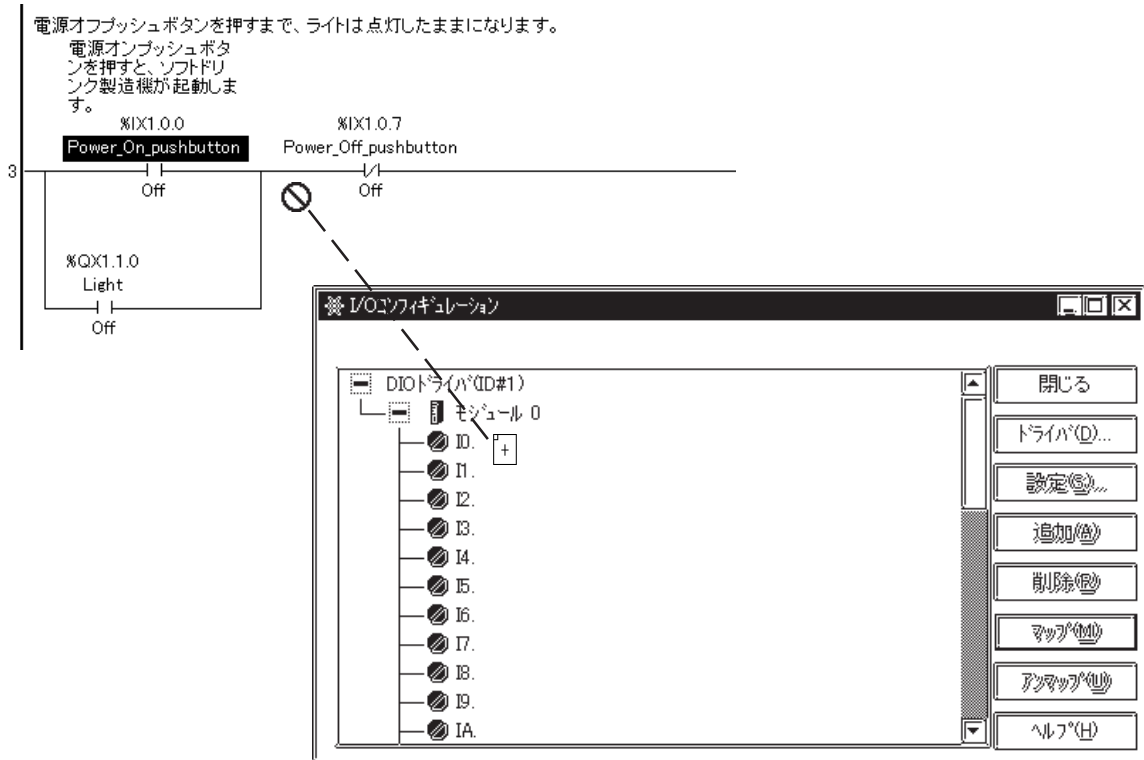 電源オフプッシュボタンを押すまで、ライトは点灯したままになります。
電源オンプッシュボタ
ンを押すと、ソフトドリ
ンク製造機が起動しま
す。
%IX1.0.0
%IX1.0.7
Power_On_pushbutton
Power_Off_pushbutton
3
Off
Off
%QX1.1.0
Light
Off
I/Oコンフィギュレーション
DIOドライバ(ID#1)
モジュール 0
I0.
I1.
I2.
I3.
I4.
I5.
I6.
I7.
I8.
I9.
IA.
閉じる
ドライバ(D)...
設定(S)...
追加(A)
削除(R)
マップ(M)
アンマップ(U)
ヘルプ(H)